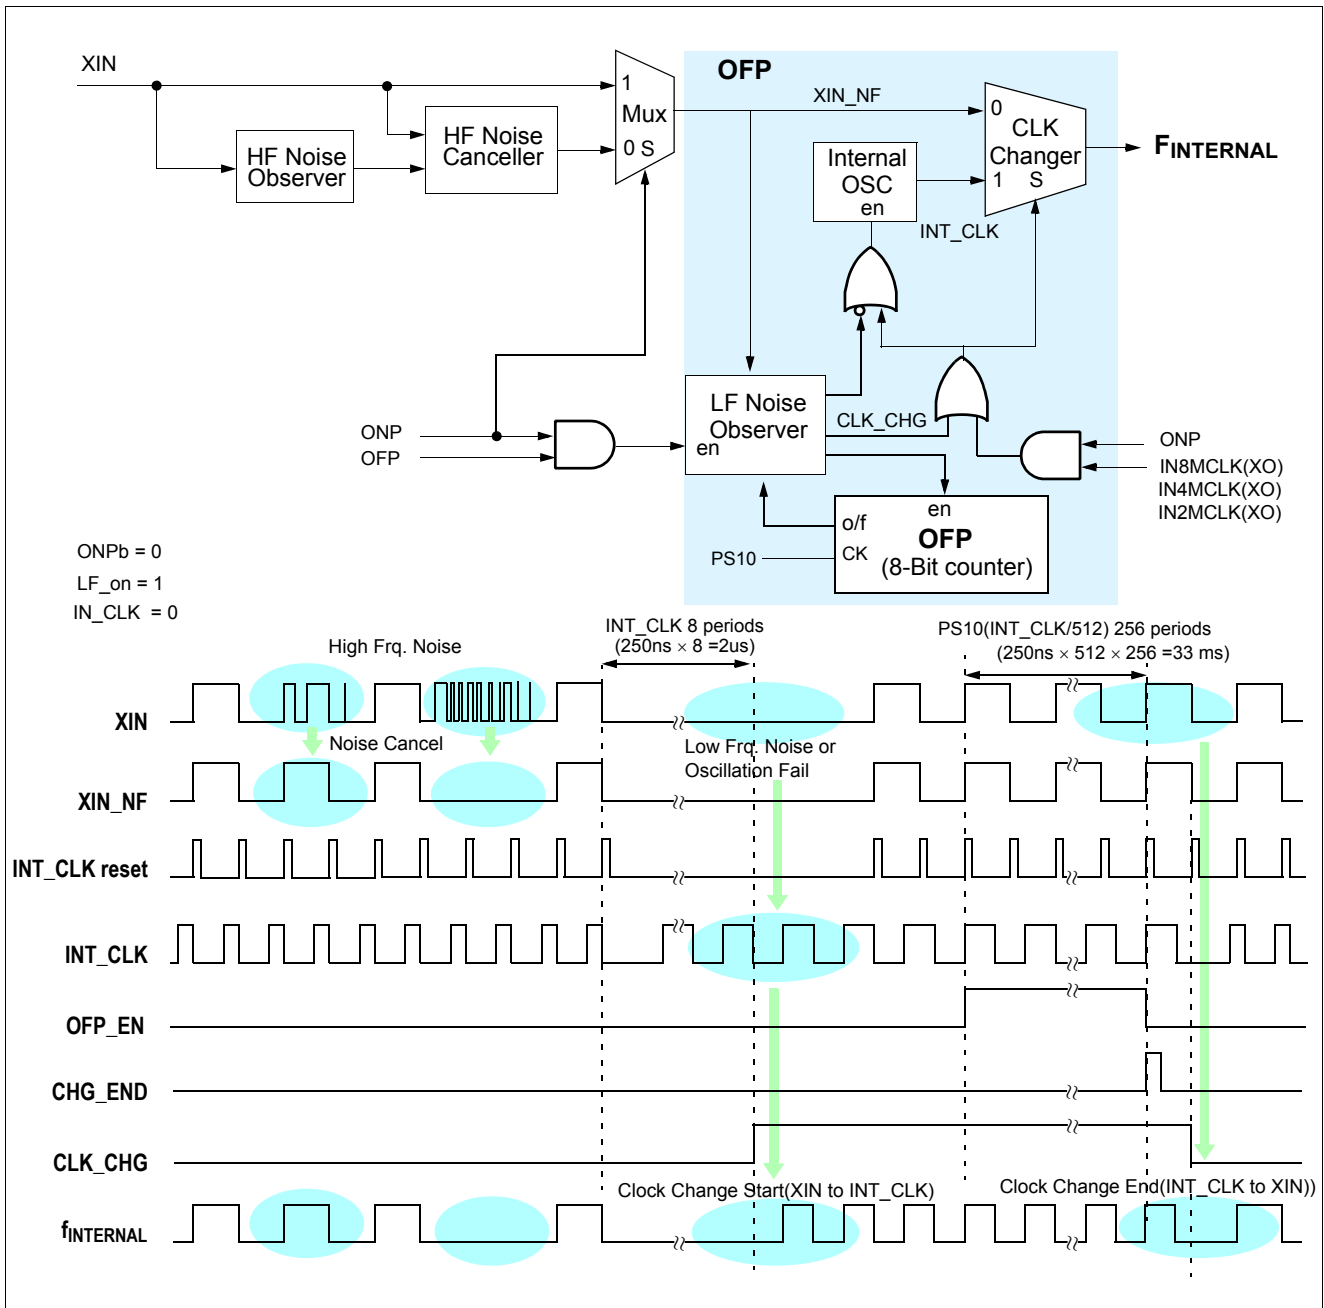 XIN
OFP
1
Mux
0 S
XIN_NF
0
CLK
Changer
1 S
FINTERNAL
HF Noise
Observer
HF Noise
Canceller
Internal
OSC
en
INT_CLK
LF Noise
Observer
en
CLK_CHG
ONP
OFP
ONP
IN8MCLK(XO)
IN4MCLK(XO)
IN2MCLK(XO)
en
o/f
OFP
CK
(8-Bit counter)
PS10
ONPb = 0
LF_on = 1
IN_CLK = 0
INT_CLK 8 periods
(250ns × 8 =2us)
PS10(INT_CLK/512) 256 periods
(250ns × 512 × 256 =33 ms)
High Frq. Noise
XIN
Noise Cancel
Low Frq. Noise or
Oscillation Fail
XIN_NF
INT_CLK reset
INT_CLK
OFP_EN
CHG_END
CLK_CHG
Clock Change Start(XIN to INT_CLK)
Clock Change End(INT_CLK to XIN))
fINTERNAL